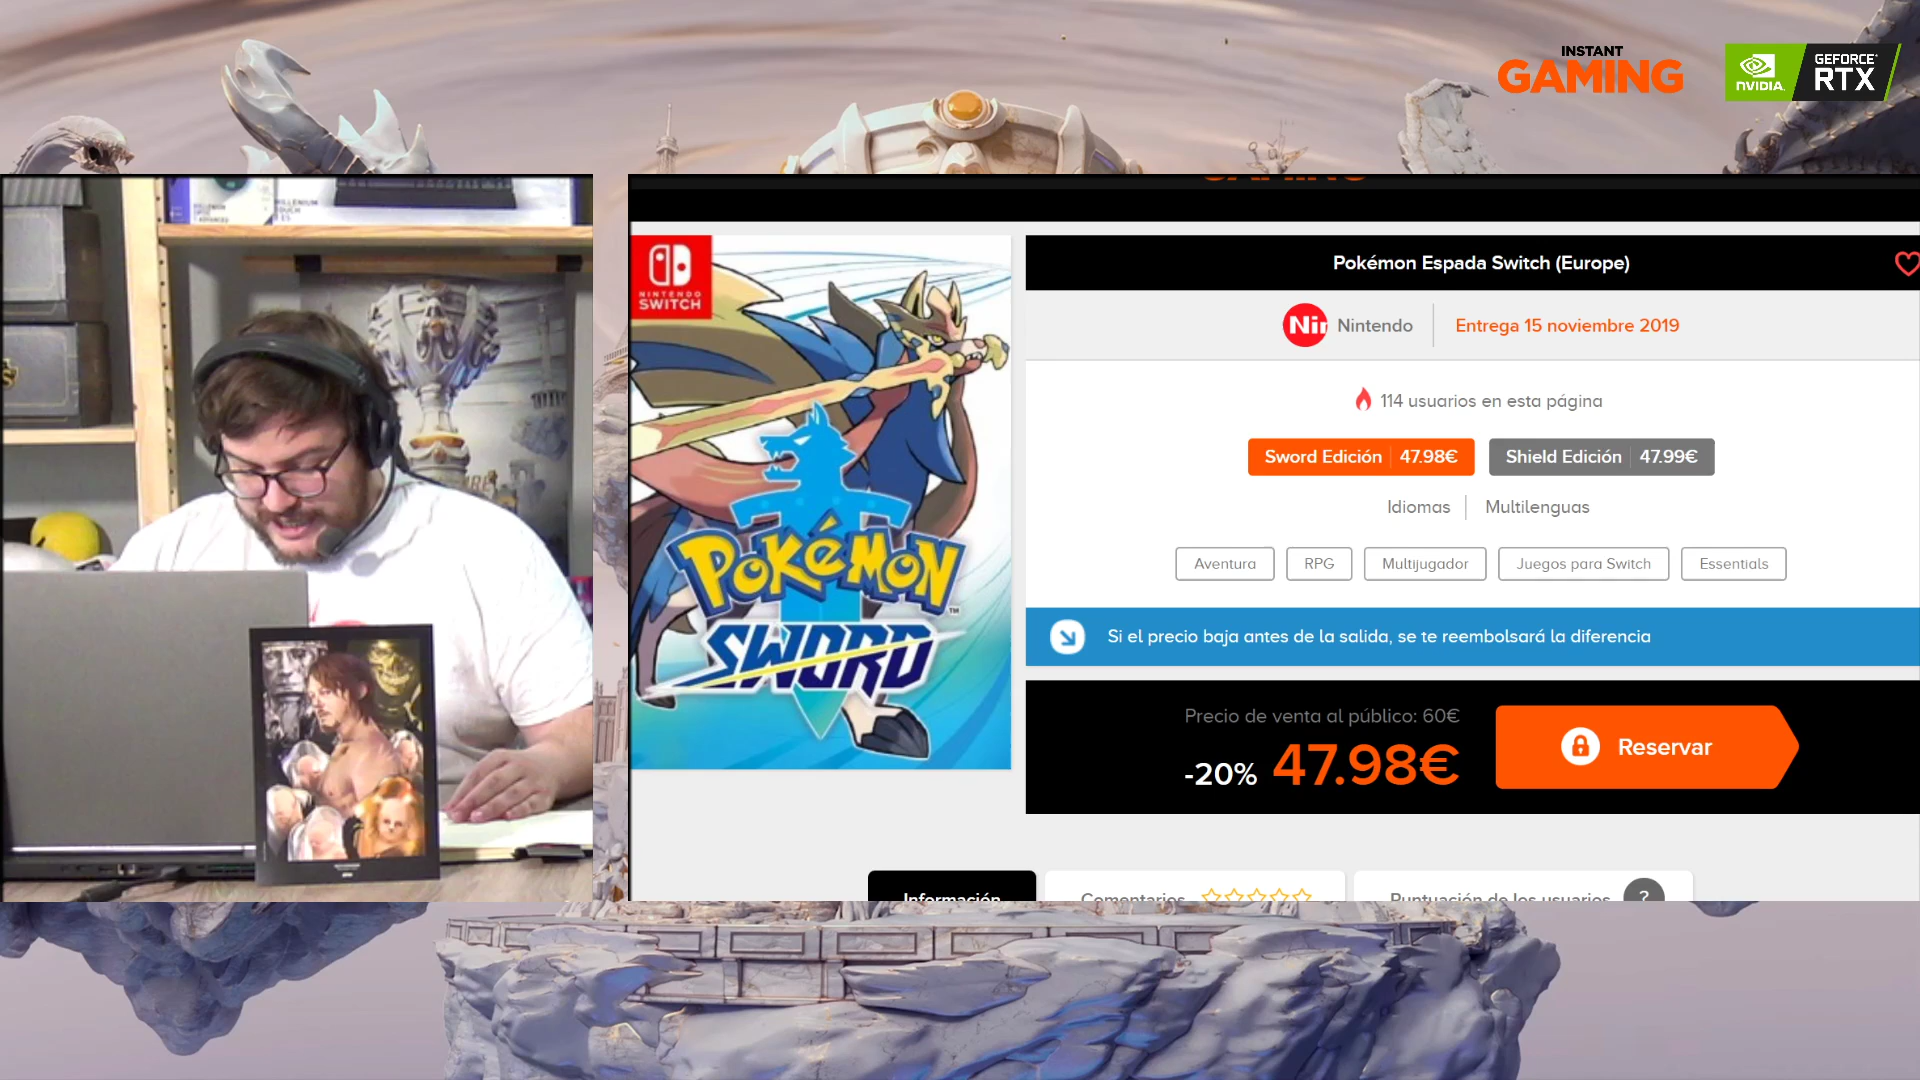 INSTANT
GAMING
NVIDIA.
GEFORCE
RTX
NINTENDO
SWITCH
POKÉMON
SWORD
Pokémon Espada Switch (Europe)
Nir
Nintendo
Entrega 15 noviembre 2019
114 usuarios en esta página
Sword Edición 47.98€
Shield Edición 47.99€
Idiomas
Multilenguas
Aventura
RPG
Multijugador
Juegos para Switch
Essentials
Si el precio baja antes de la salida, se te reembolsará la diferencia
Precio de venta al público: 60€
-20% 47.98€
Reservar
Información
Comentarios
Puntuación de los usuarios
?